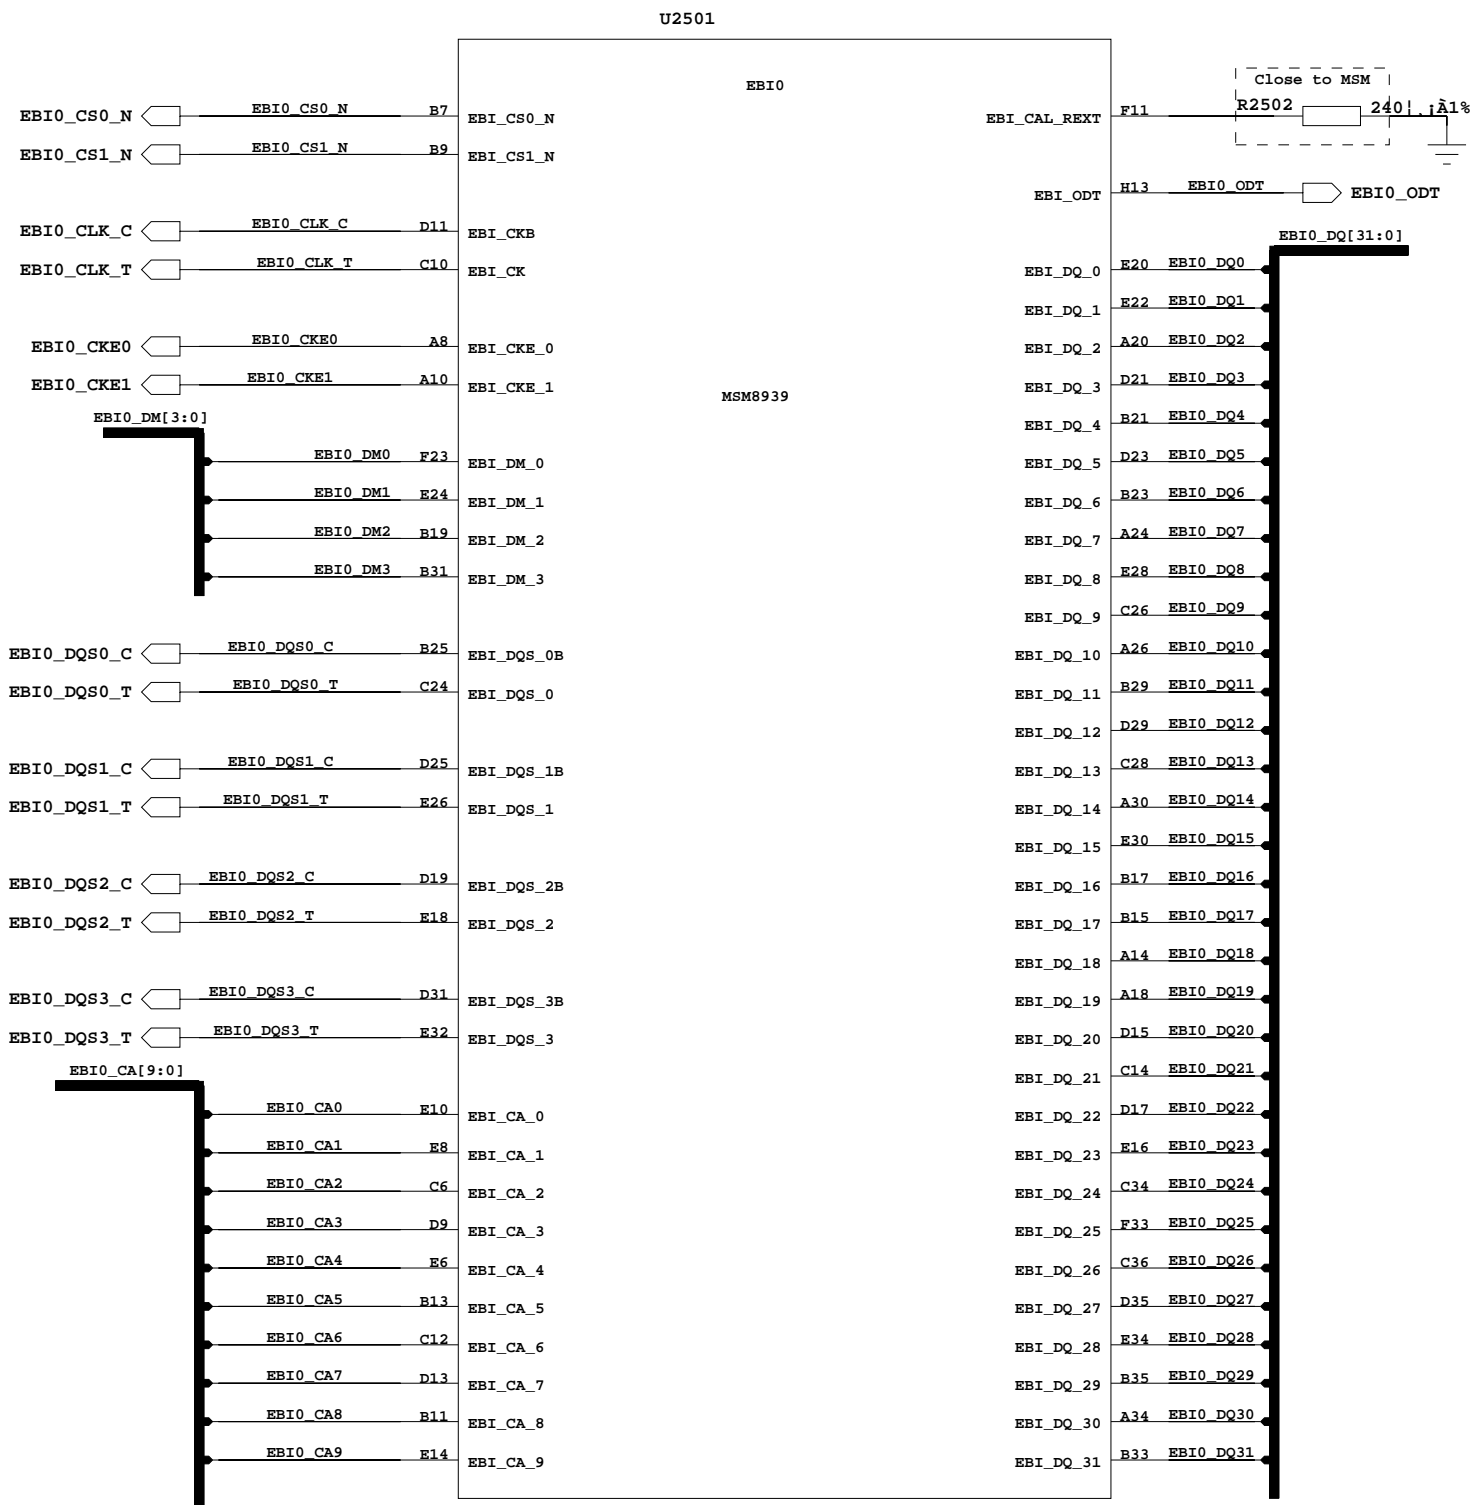 U2501
EBI0
Close to MSM
EBI0_CS0_N EBI0_CS0_N B7 EBI_CS0_N EBI_CAL_REXT F11 R2502 240¦¸¡À1%
EBI0_CS1_N EBI0_CS1_N B9 EBI_CS1_N
EBI_ODT H13 EBI0_ODT EBI0_ODT
EBI0_CLK_C EBI0_CLK_C D11 EBI_CKB EBI0_DQ[31:0]
EBI0_CLK_T EBI0_CLK_T C10 EBI_CK EBI_DQ_0 E20 EBI0_DQ0
EBI_DQ_1 E22 EBI0_DQ1
EBI0_CKE0 EBI0_CKE0 A8 EBI_CKE_0 EBI_DQ_2 A20 EBI0_DQ2
EBI0_CKE1 EBI0_CKE1 A10 EBI_CKE_1 EBI_DQ_3 D21 EBI0_DQ3
MSM8939
EBI0_DM[3:0] EBI_DQ_4 B21 EBI0_DQ4
EBI0_DM0 F23 EBI_DM_0 EBI_DQ_5 D23 EBI0_DQ5
EBI0_DM1 E24 EBI_DM_1 EBI_DQ_6 B23 EBI0_DQ6
EBI0_DM2 B19 EBI_DM_2 EBI_DQ_7 A24 EBI0_DQ7
EBI0_DM3 B31 EBI_DM_3 EBI_DQ_8 E28 EBI0_DQ8
EBI_DQ_9 C26 EBI0_DQ9
EBI0_DQS0_C EBI0_DQS0_C B25 EBI_DQS_0B EBI_DQ_10 A26 EBI0_DQ10
EBI0_DQS0_T EBI0_DQS0_T C24 EBI_DQS_0 EBI_DQ_11 B29 EBI0_DQ11
EBI_DQ_12 D29 EBI0_DQ12
EBI0_DQS1_C EBI0_DQS1_C D25 EBI_DQS_1B EBI_DQ_13 C28 EBI0_DQ13
EBI0_DQS1_T EBI0_DQS1_T E26 EBI_DQS_1 EBI_DQ_14 A30 EBI0_DQ14
EBI_DQ_15 E30 EBI0_DQ15
EBI0_DQS2_C EBI0_DQS2_C D19 EBI_DQS_2B EBI_DQ_16 B17 EBI0_DQ16
EBI0_DQS2_T EBI0_DQS2_T E18 EBI_DQS_2 EBI_DQ_17 B15 EBI0_DQ17
EBI_DQ_18 A14 EBI0_DQ18
EBI0_DQS3_C EBI0_DQS3_C D31 EBI_DQS_3B EBI_DQ_19 A18 EBI0_DQ19
EBI0_DQS3_T EBI0_DQS3_T E32 EBI_DQS_3 EBI_DQ_20 D15 EBI0_DQ20
EBI0_CA[9:0] EBI_DQ_21 C14 EBI0_DQ21
EBI0_CA0 E10 EBI_CA_0 EBI_DQ_22 D17 EBI0_DQ22
EBI0_CA1 E8 EBI_CA_1 EBI_DQ_23 E16 EBI0_DQ23
EBI0_CA2 C6 EBI_CA_2 EBI_DQ_24 C34 EBI0_DQ24
EBI0_CA3 D9 EBI_CA_3 EBI_DQ_25 F33 EBI0_DQ25
EBI0_CA4 E6 EBI_CA_4 EBI_DQ_26 C36 EBI0_DQ26
EBI0_CA5 B13 EBI_CA_5 EBI_DQ_27 D35 EBI0_DQ27
EBI0_CA6 C12 EBI_CA_6 EBI_DQ_28 E34 EBI0_DQ28
EBI0_CA7 D13 EBI_CA_7 EBI_DQ_29 B35 EBI0_DQ29
EBI0_CA8 B11 EBI_CA_8 EBI_DQ_30 A34 EBI0_DQ30
EBI0_CA9 E14 EBI_CA_9 EBI_DQ_31 B33 EBI0_DQ31